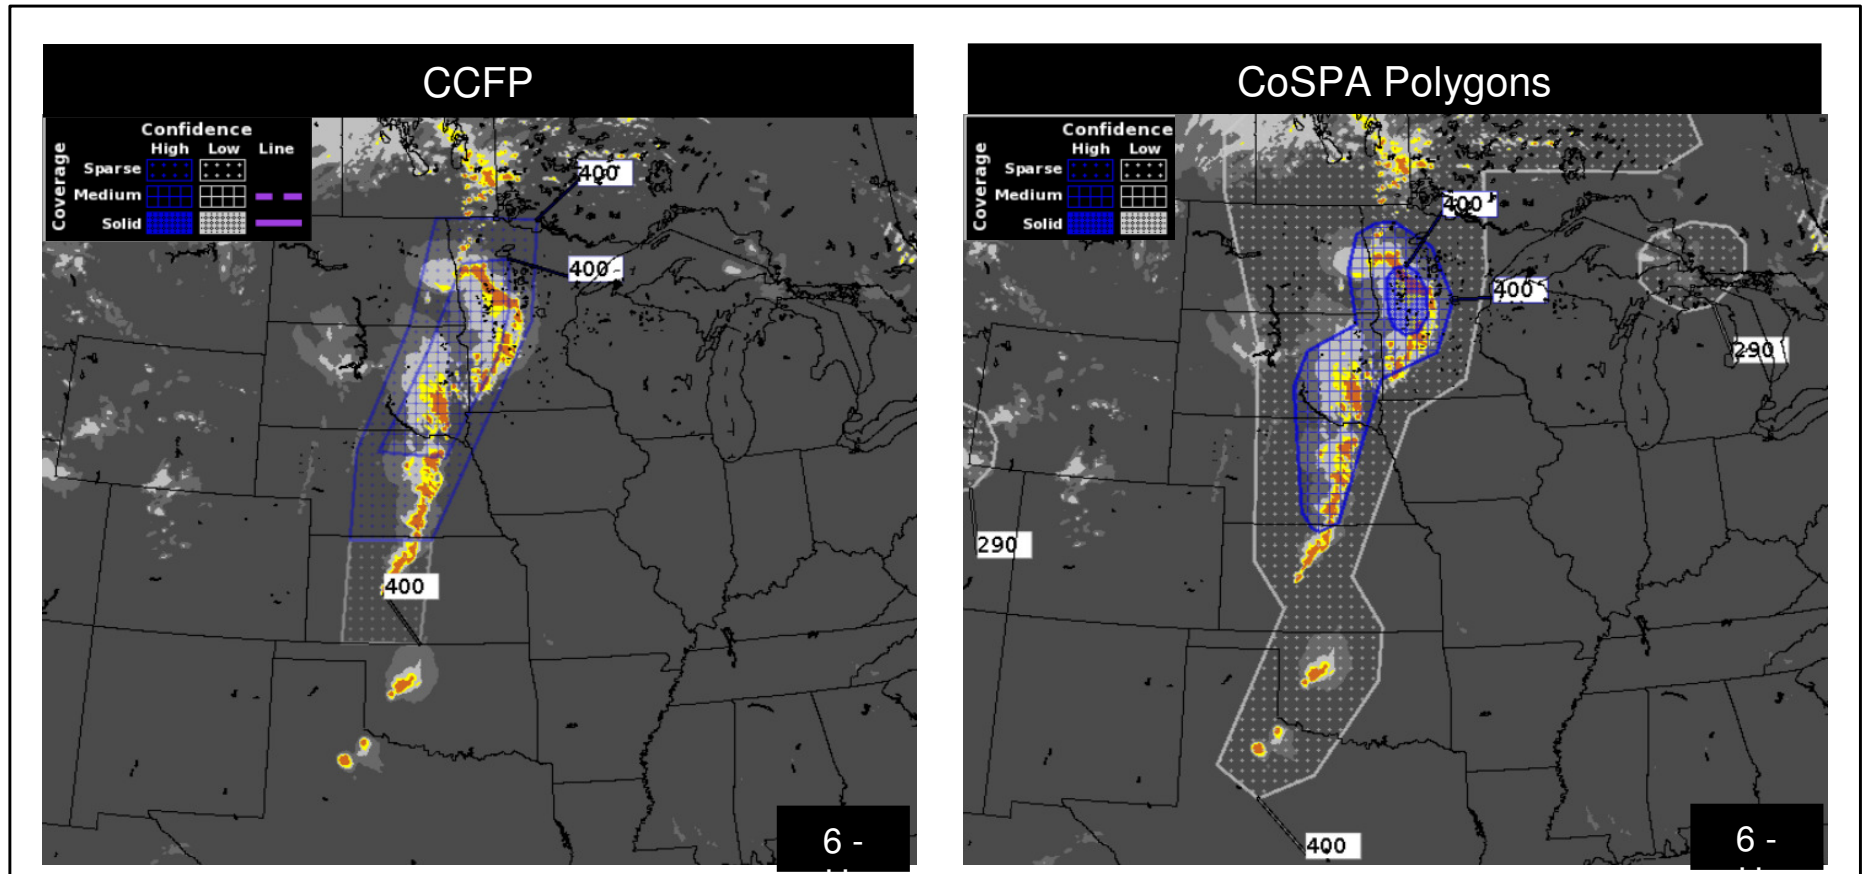 CCFP
Confidence
High Low Line
Coverage
Sparse
Medium
Solid
400
400
400
6 -
CoSPA Polygons
Confidence
High Low
Coverage
Sparse
Medium
Solid
400
400
290
290
400
6 -